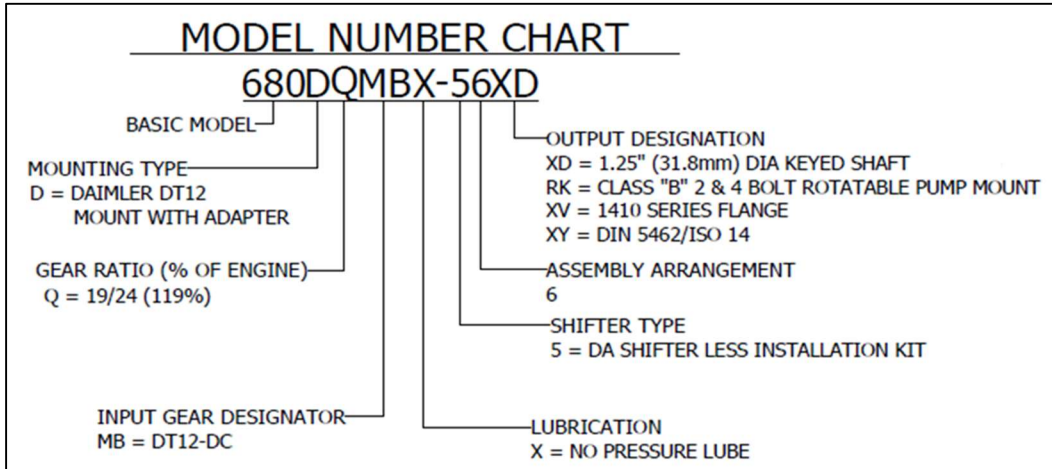 MODEL NUMBER CHART
680DQMBX-56XD
BASIC MODEL
MOUNTING TYPE
D = DAIMLER DT12
MOUNT WITH ADAPTER
GEAR RATIO (% OF ENGINE)
Q = 19/24 (119%)
INPUT GEAR DESIGNATOR
MB = DT12-DC
OUTPUT DESIGNATION
XD = 1.25" (31.8mm) DIA KEYED SHAFT
RK = CLASS "B" 2 & 4 BOLT ROTATABLE PUMP MOUNT
XV = 1410 SERIES FLANGE
XY = DIN 5462/ISO 14
ASSEMBLY ARRANGEMENT
6
SHIFTER TYPE
5 = DA SHIFTER LESS INSTALLATION KIT
LUBRICATION
X = NO PRESSURE LUBE